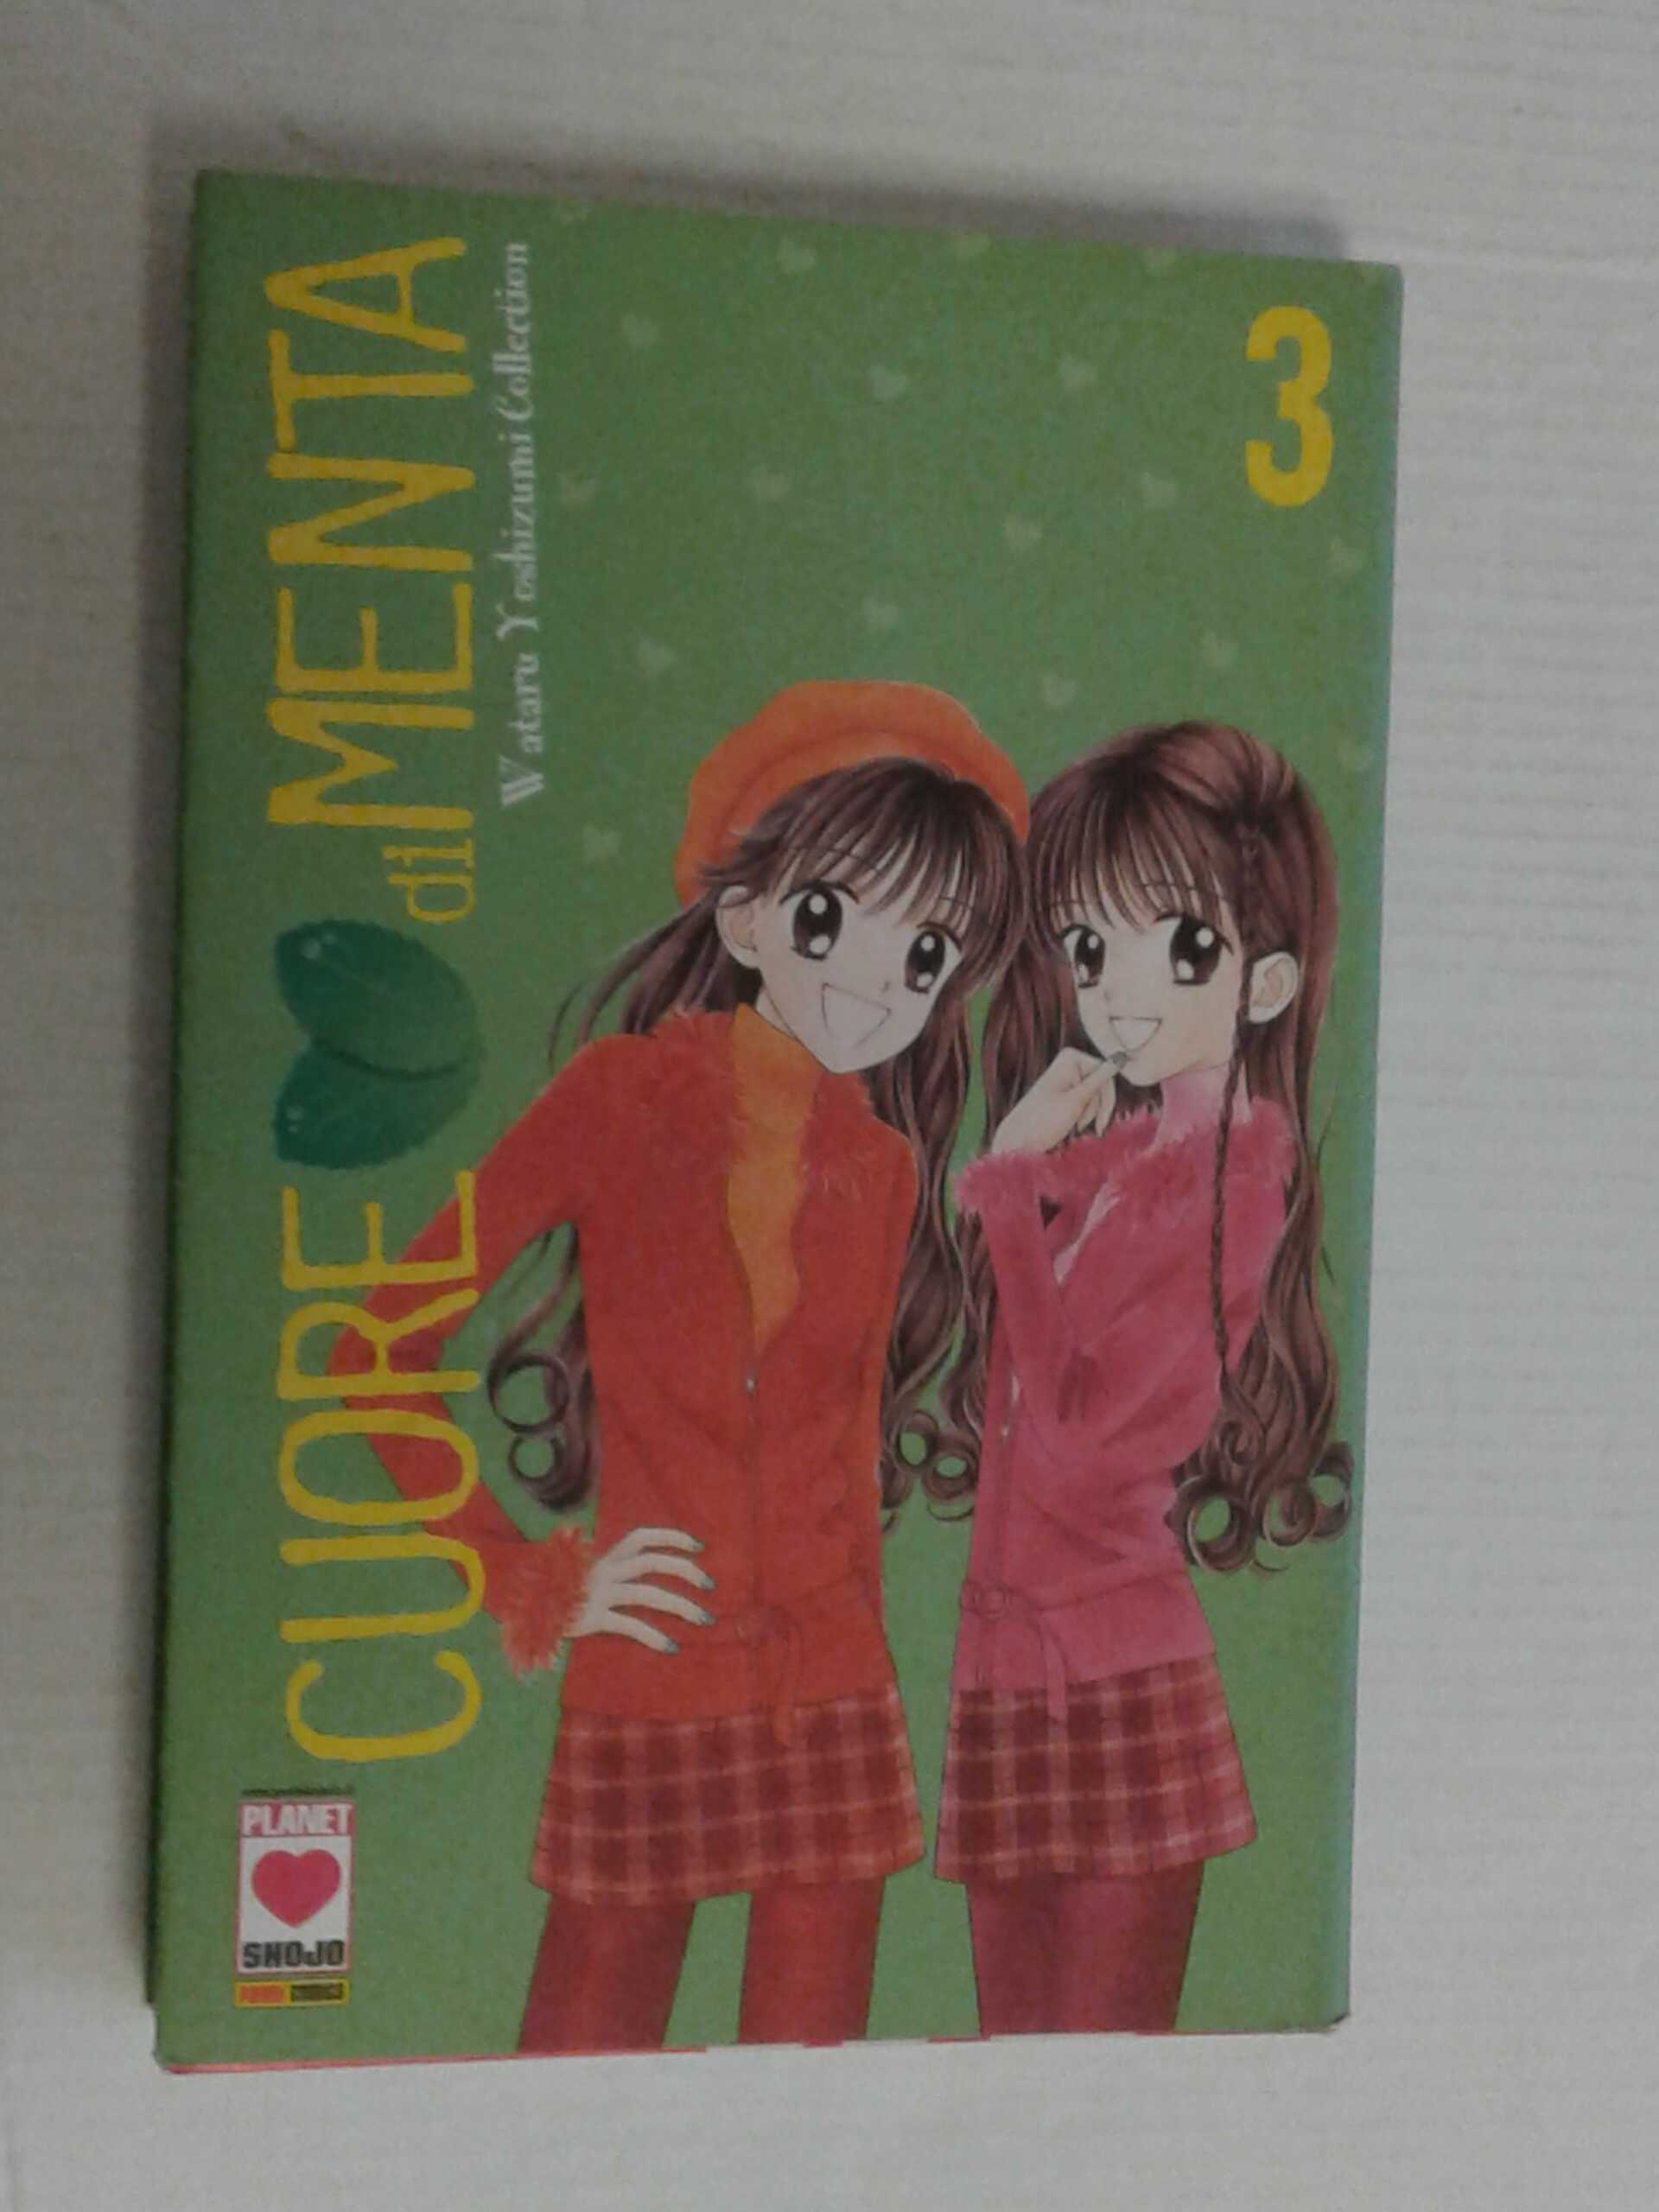 CUORE di MENTA
Wataru Yoshizumi Collection
3
PLANET
SHOJO